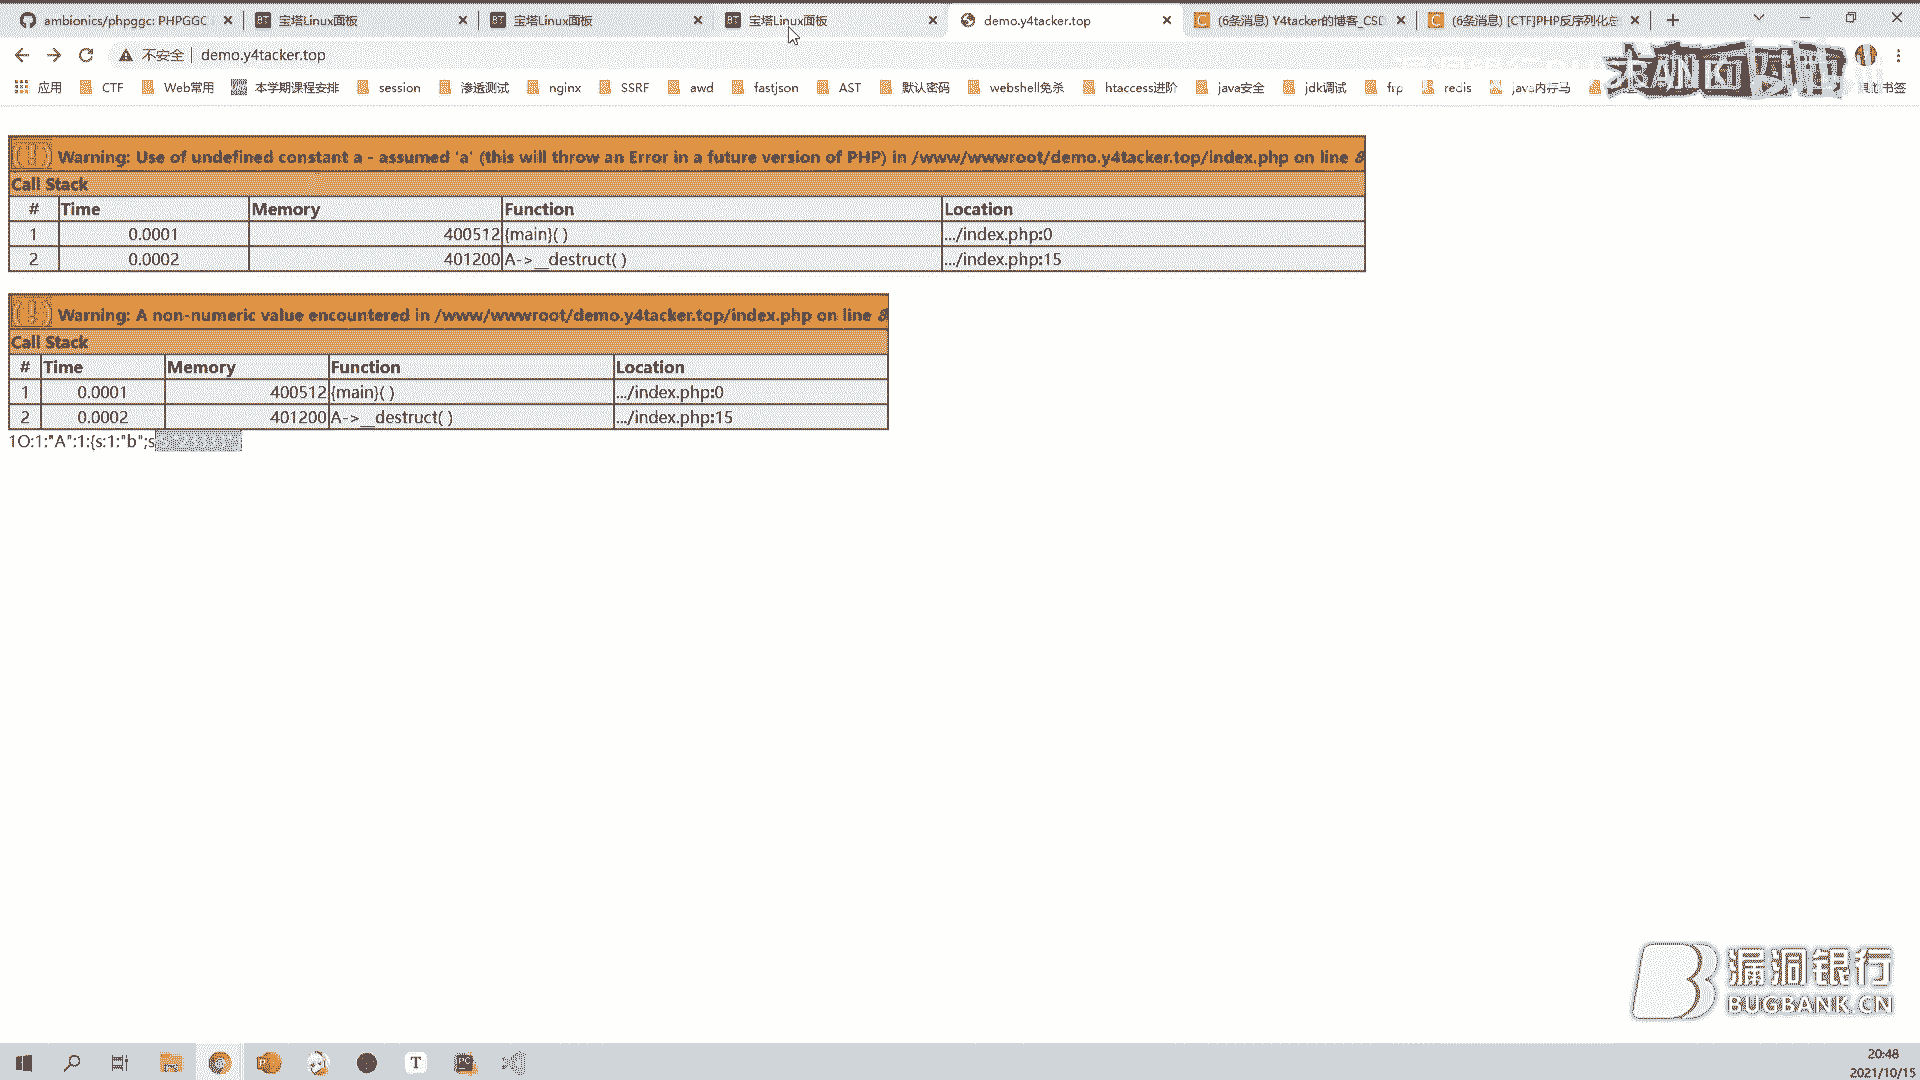 ambionics/phpggc: PHPGGC
宝塔Linux面板
宝塔Linux面板
宝塔Linux面板
demo.y4tacker.top
(6条消息) Y4tacker的博客_CSD
(6条消息) [CTF]PHP反序列化总
不安全
demo.y4tacker.top
应用
CTF
Web常用
本学期课程安排
session
渗透测试
nginx
SSRF
awd
fastjson
AST
默认密码
webshell免杀
htaccess进阶
java安全
jdk调试
frp
redis
java内存马
书签
Warning: Use of undefined constant a - assumed 'a' (this will throw an Error in a future version of PHP) in /www/wwwroot/demo.y4tacker.top/index.php on line 8
Call Stack
# Time Memory Function Location
1 0.0001 400512 {main}( ) .../index.php:0
2 0.0002 401200 A->__destruct( ) .../index.php:15
Warning: A non-numeric value encountered in /www/wwwroot/demo.y4tacker.top/index.php on line 8
Call Stack
# Time Memory Function Location
1 0.0001 400512 {main}( ) .../index.php:0
2 0.0002 401200 A->__destruct( ) .../index.php:15
1O:1:"A":1:{s:1:"b";s
漏洞银行
BUGBANK.CN
20:48
2021/10/15